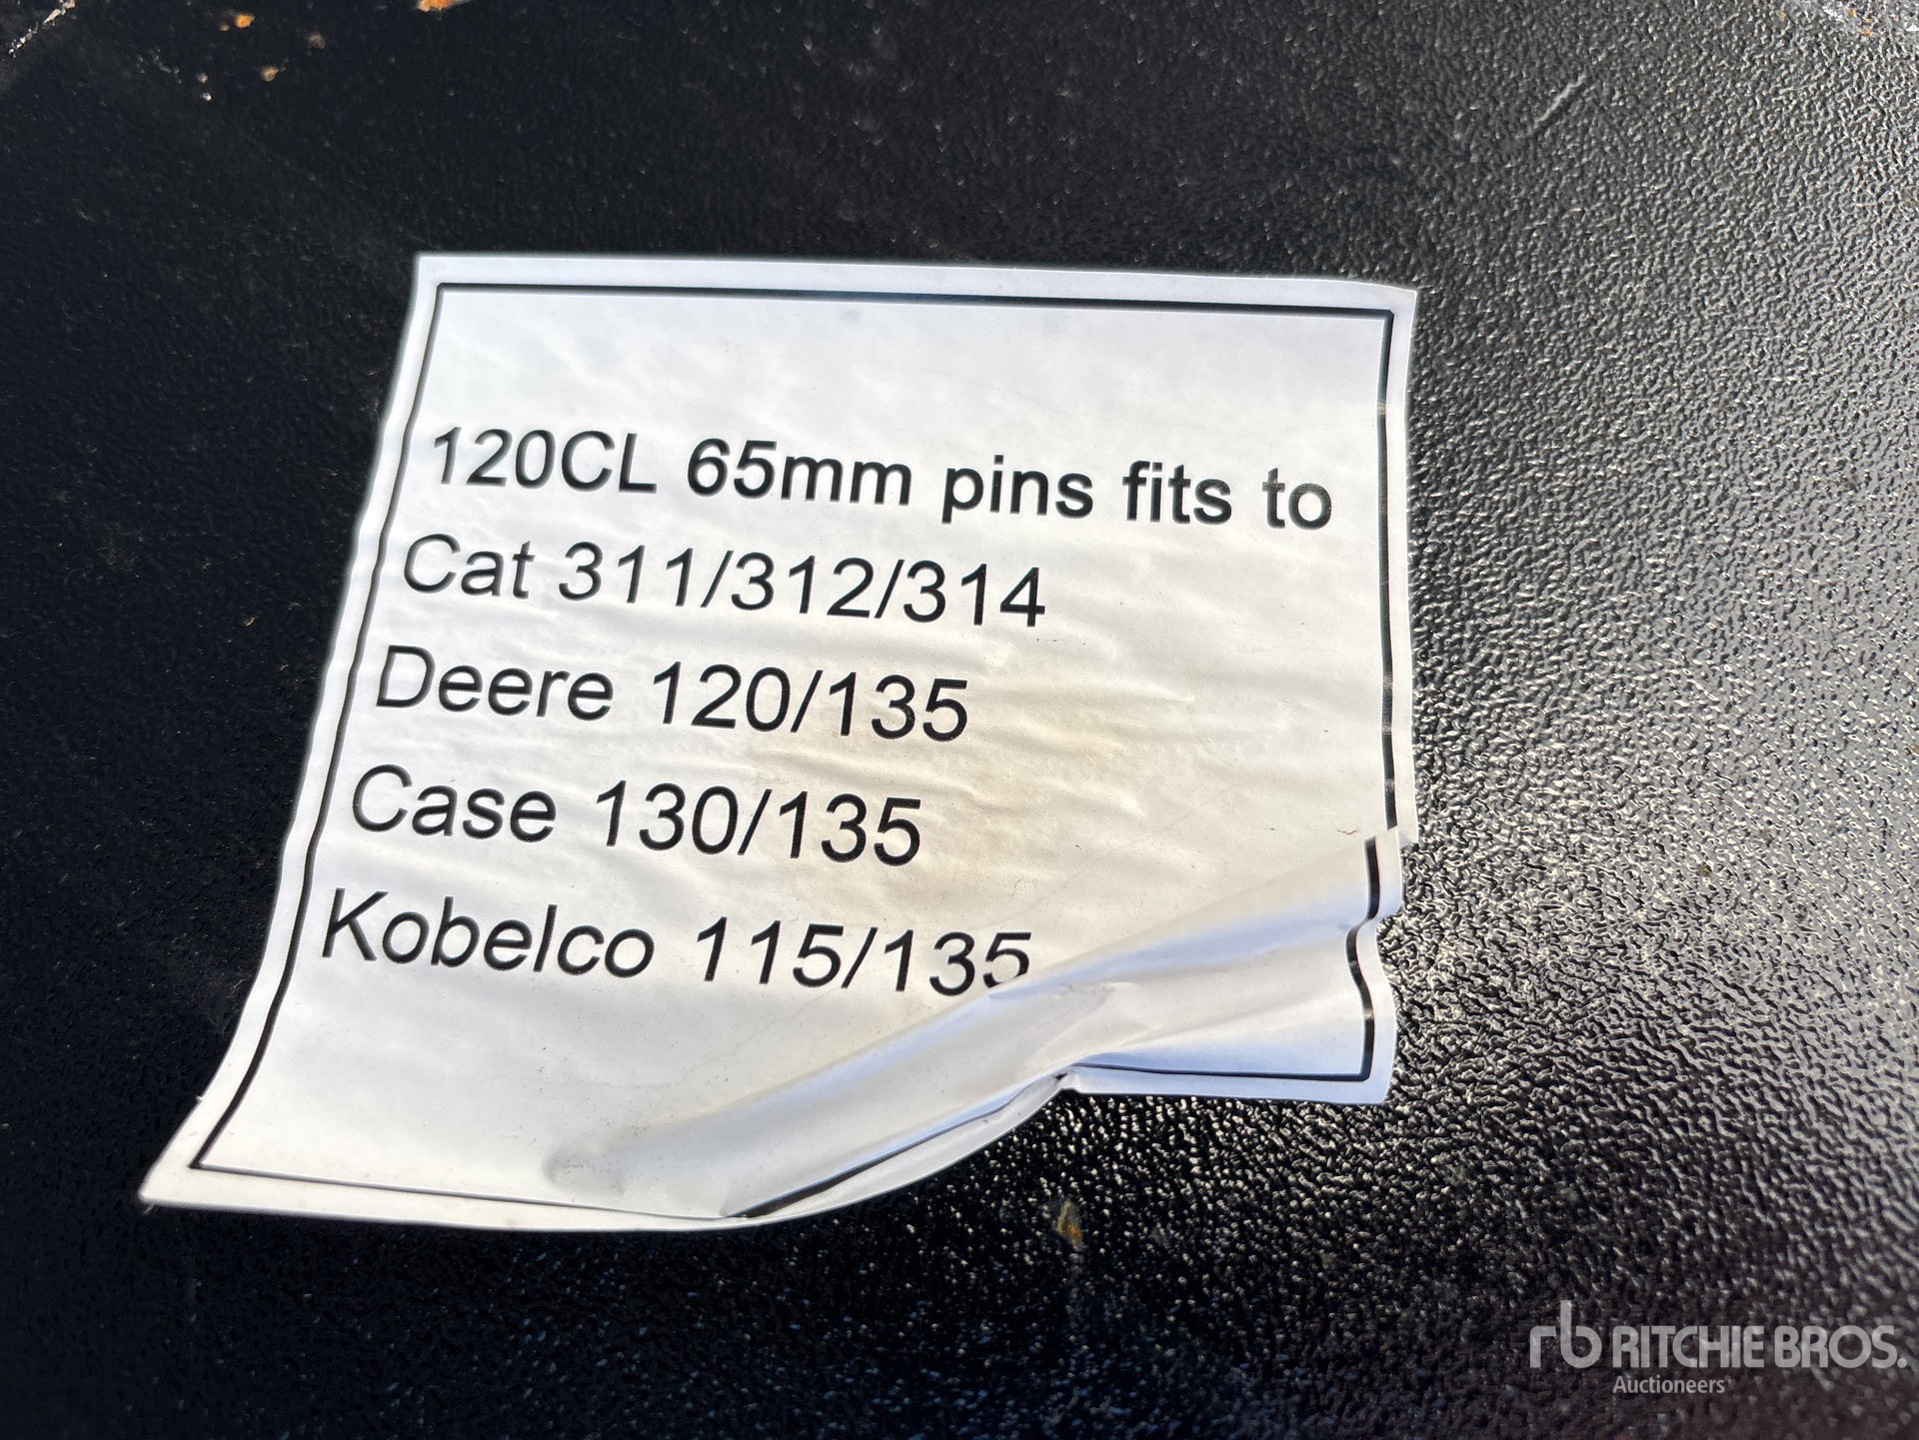 120CL 65mm pins fits to
Cat 311/312/314
Deere 120/135
Case 130/135
Kobelco 115/135
rb RITCHIE BROS.
Auctioneers